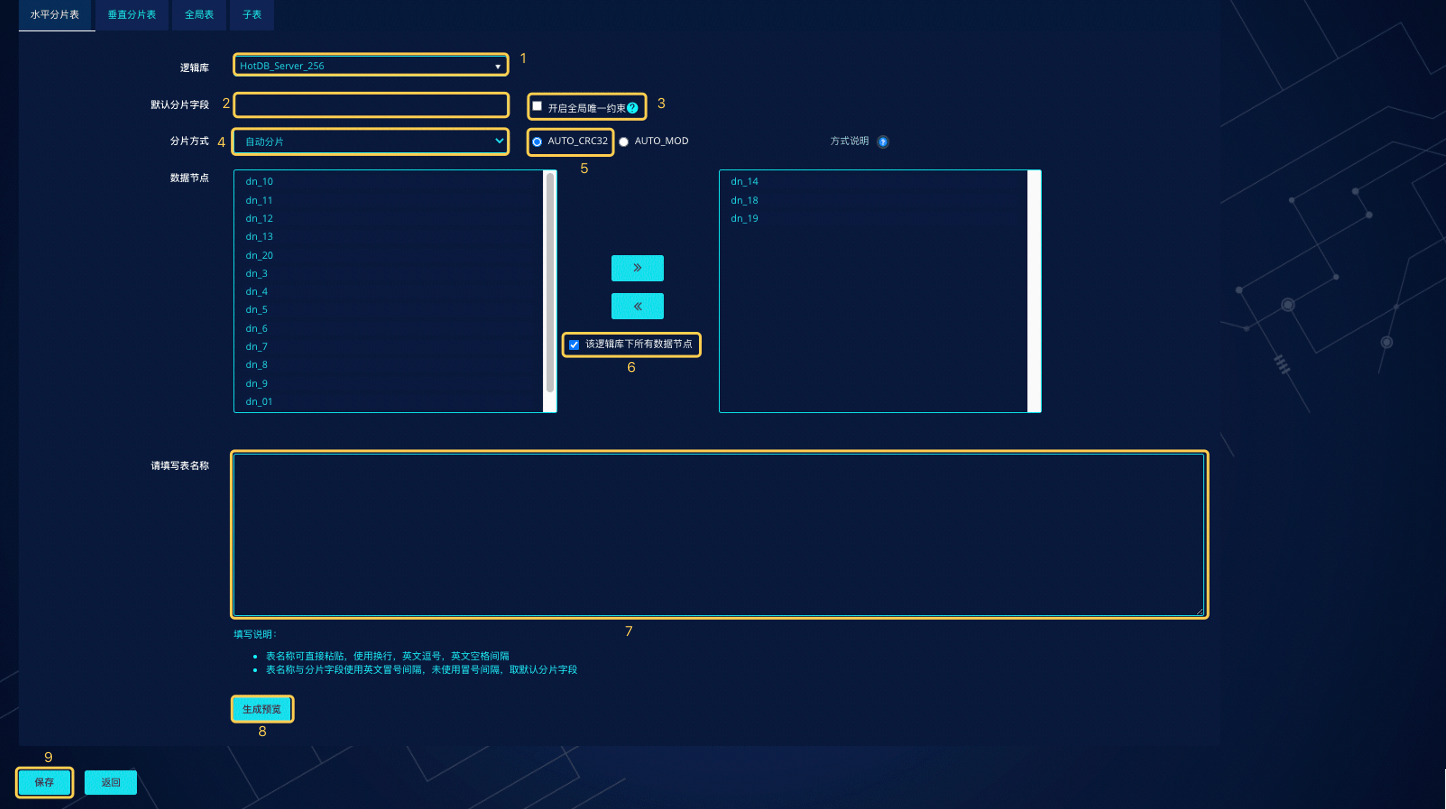 水平分片表 垂直分片表 全局表 子表
逻辑库 HotDB_Server_256 1
默认分片字段 2 开启全局唯一约束 ? 3
分片方式 4 自动分片 AUTO_CRC32 AUTO_MOD 方式说明 ?
5
数据节点
dn_10
dn_11
dn_12
dn_13
dn_20
dn_3
dn_4
dn_5
dn_6
dn_7
dn_8
dn_9
dn_01
» 
«
该逻辑库下所有数据节点
6
dn_14
dn_18
dn_19
请填写表名称
7
填写说明：
表名称可直接粘贴，使用换行，英文逗号，英文空格间隔
表名称与分片字段使用英文冒号间隔，未使用冒号间隔，取默认分片字段
生成预览
8
9
保存 返回